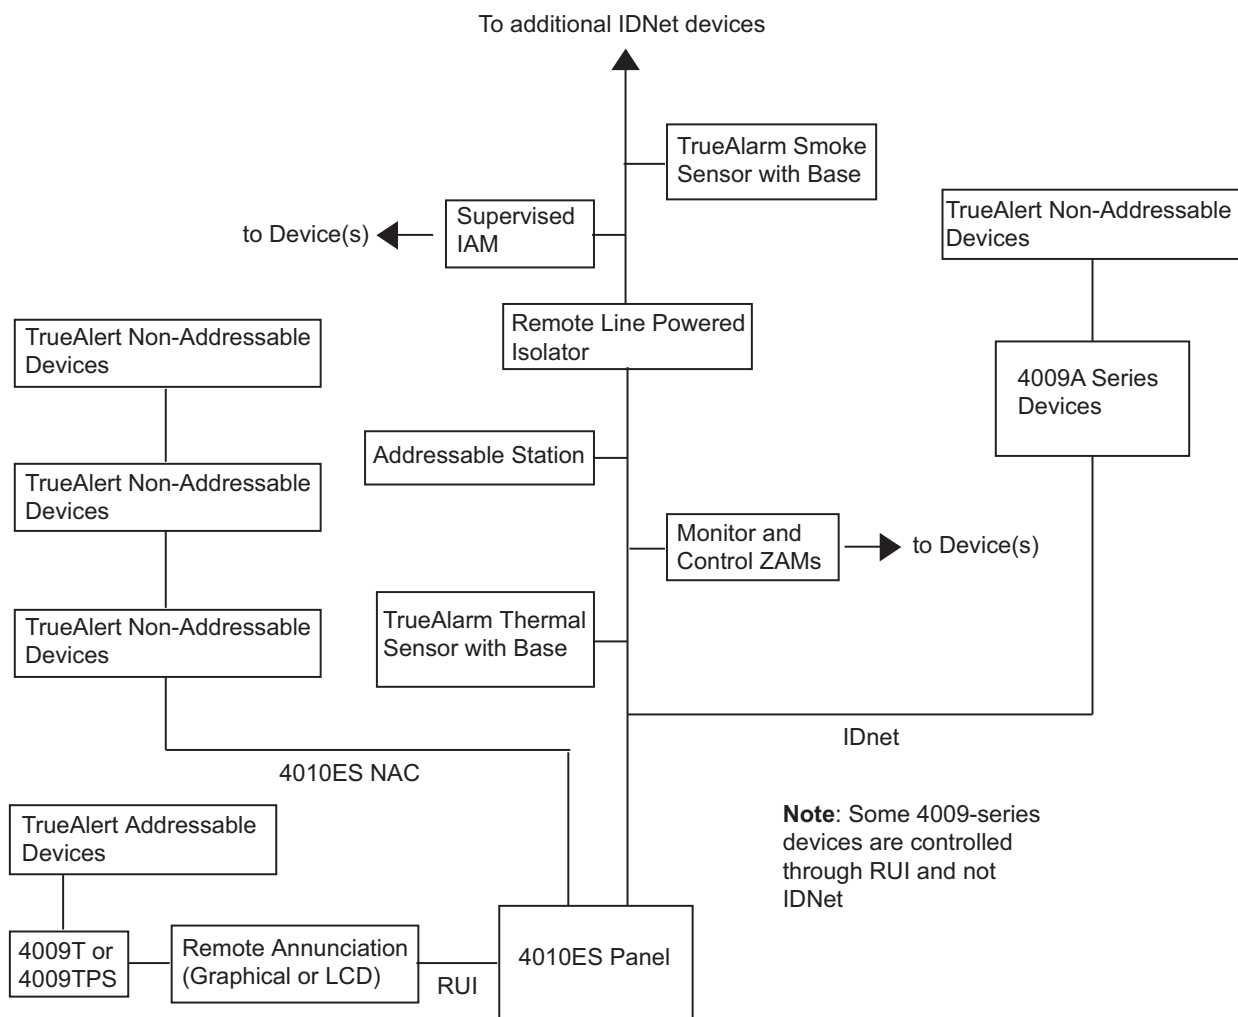 To additional IDNet devices
TrueAlarm Smoke
Sensor with Base
TrueAlert Non-Addressable
Devices
Supervised
IAM
to Device(s)
Remote Line Powered
Isolator
TrueAlert Non-Addressable
Devices
4009A Series
Devices
Addressable Station
TrueAlert Non-Addressable
Devices
Monitor and
Control ZAMs
to Device(s)
TrueAlarm Thermal
Sensor with Base
TrueAlert Non-Addressable
Devices
IDnet
4010ES NAC
Note: Some 4009-series
devices are controlled
through RUI and not
IDNet
TrueAlert Addressable
Devices
4009T or
4009TPS
Remote Annunciation
(Graphical or LCD)
RUI
4010ES Panel